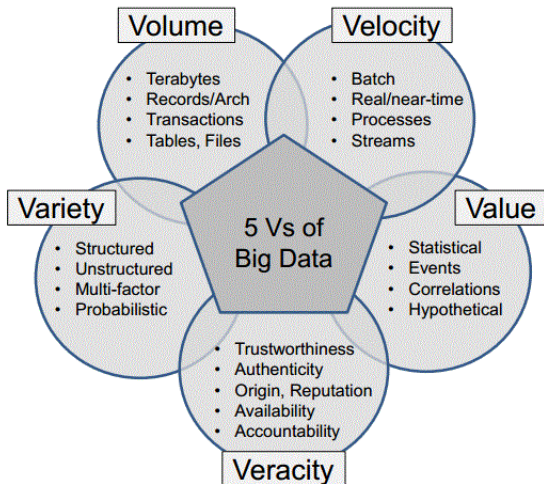 Volume
• Terabytes
• Records/Arch
• Transactions
• Tables, Files
Velocity
• Batch
• Real/near-time
• Processes
• Streams
Variety
• Structured
• Unstructured
• Multi-factor
• Probabilistic
5 Vs of
Big Data
Value
• Statistical
• Events
• Correlations
• Hypothetical
• Trustworthiness
• Authenticity
• Origin, Reputation
• Availability
• Accountability
Veracity